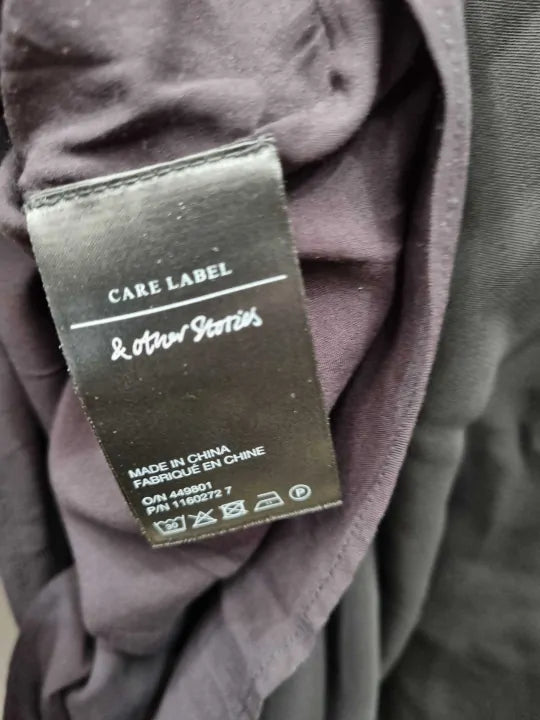 CARE LABEL
& other Stories
MADE IN CHINA
FABRIQUÉ EN CHINE
O/N 449801
P/N 1160272 7
P